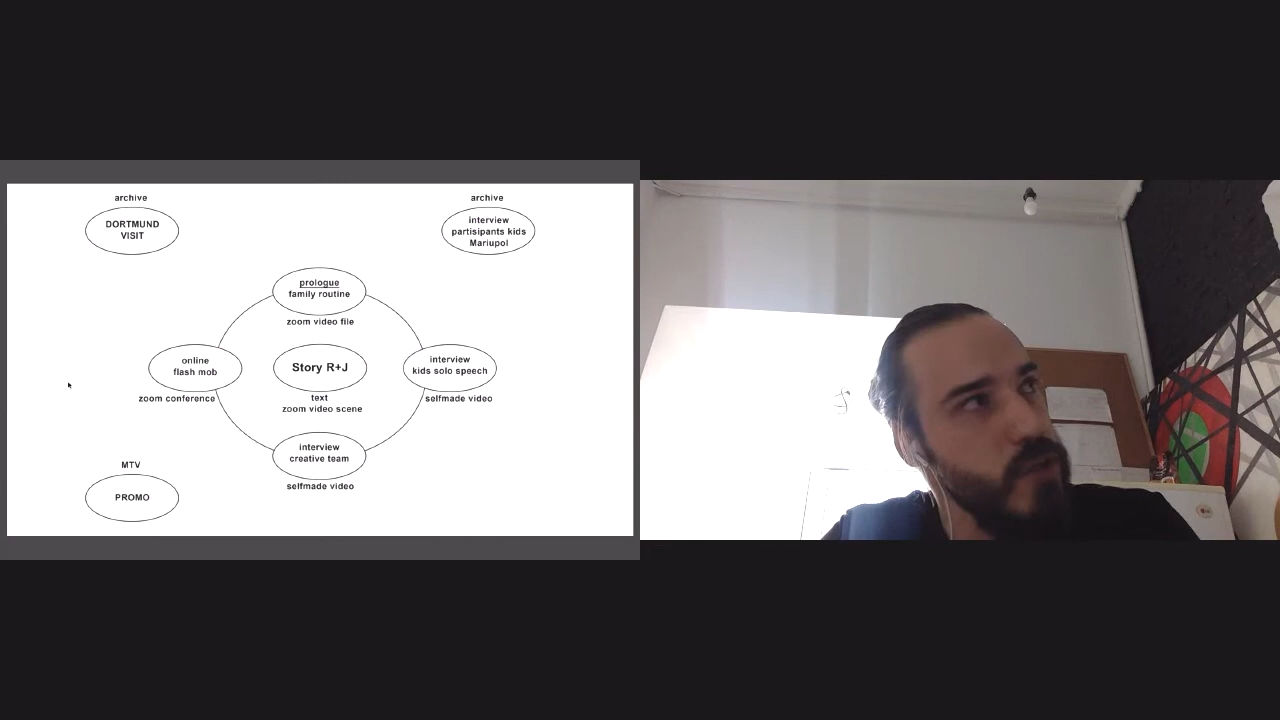 archive
DORTMUND
VISIT
archive
interview
partisipants kids
Mariupol
prologue
family routine
zoom video file
online
flash mob
zoom conference
Story R+J
text
zoom video scene
interview
kids solo speech
selfmade video
interview
creative team
selfmade video
MTV
PROMO